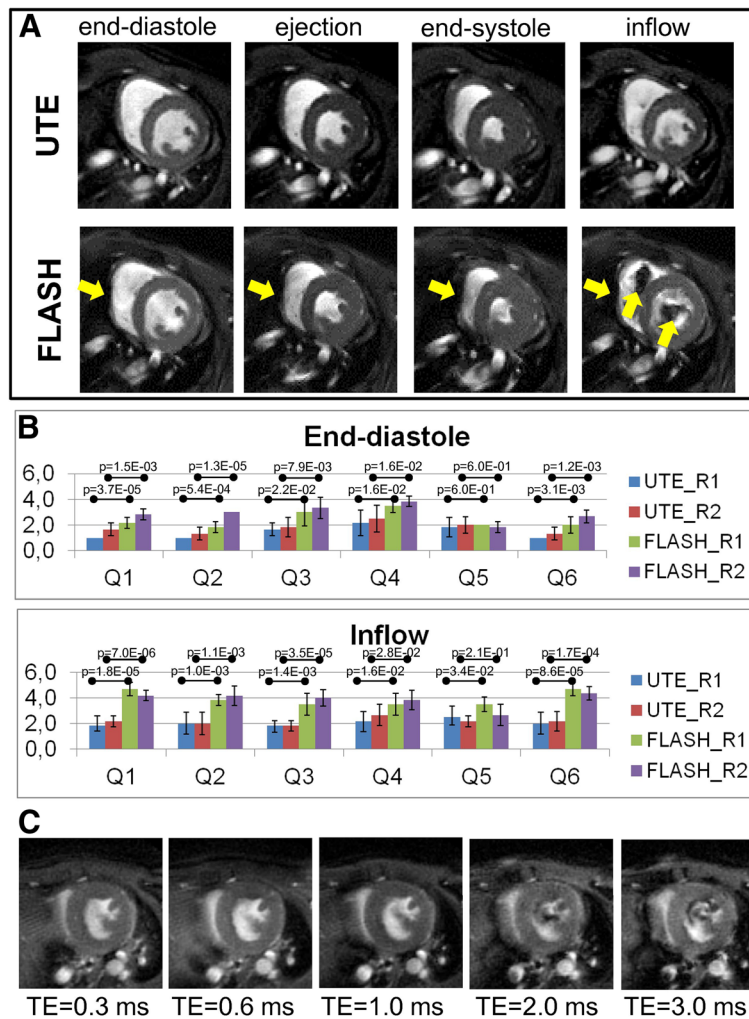 A
end-diastole ejection end-systole inflow
UTE
FLASH
B
End-diastole
p=1.5E-03 p=1.3E-05 p=7.9E-03 p=1.6E-02 p=6.0E-01 p=1.2E-03
p=3.7E-05 p=5.4E-04 p=2.2E-02 p=1.6E-02 p=6.0E-01 p=3.1E-03
6,0
4,0
2,0
0,0
Q1 Q2 Q3 Q4 Q5 Q6
UTE_R1
UTE_R2
FLASH_R1
FLASH_R2
Inflow
p=7.0E-06 p=1.1E-03 p=3.5E-05 p=2.8E-02 p=2.1E-01 p=1.7E-04
p=1.8E-05 p=1.0E-03 p=1.4E-03 p=1.6E-02 p=3.4E-02 p=8.6E-05
6,0
4,0
2,0
0,0
Q1 Q2 Q3 Q4 Q5 Q6
UTE_R1
UTE_R2
FLASH_R1
FLASH_R2
C
TE=0.3 ms TE=0.6 ms TE=1.0 ms TE=2.0 ms TE=3.0 ms